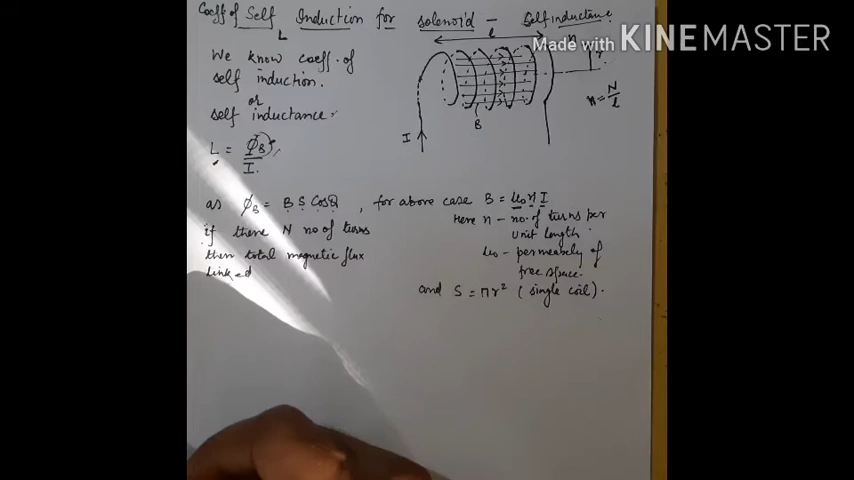 Coeff of Self Induction for solenoid - Self inductance
L
l
Made with KINEMASTER
We know coeff. of
self induction.
or
self inductance.
r
n = N/l
B
I
L = ϕB/I.
as ϕB = B S CosQ, for above case B = μ₀ n I
if there N no of turns
then total magnetic flux
linked
Here n - no. of turns per
unit length.
μ₀ - permeabely of
free space.
and S = πr² (single coil).